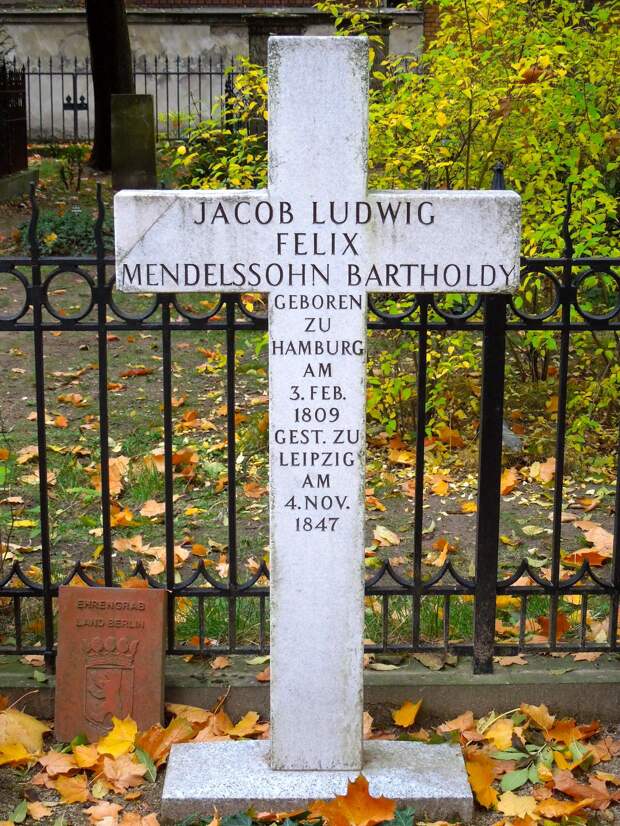 JACOB LUDWIG
FELIX
MENDELSSOHN BARTHOLDY
GEBOREN
ZU
HAMBURG
AM
3. FEB.
1809
GEST. ZU
LEIPZIG
AM
4. NOV.
1847
EHRENGRAB
LAND BERLIN